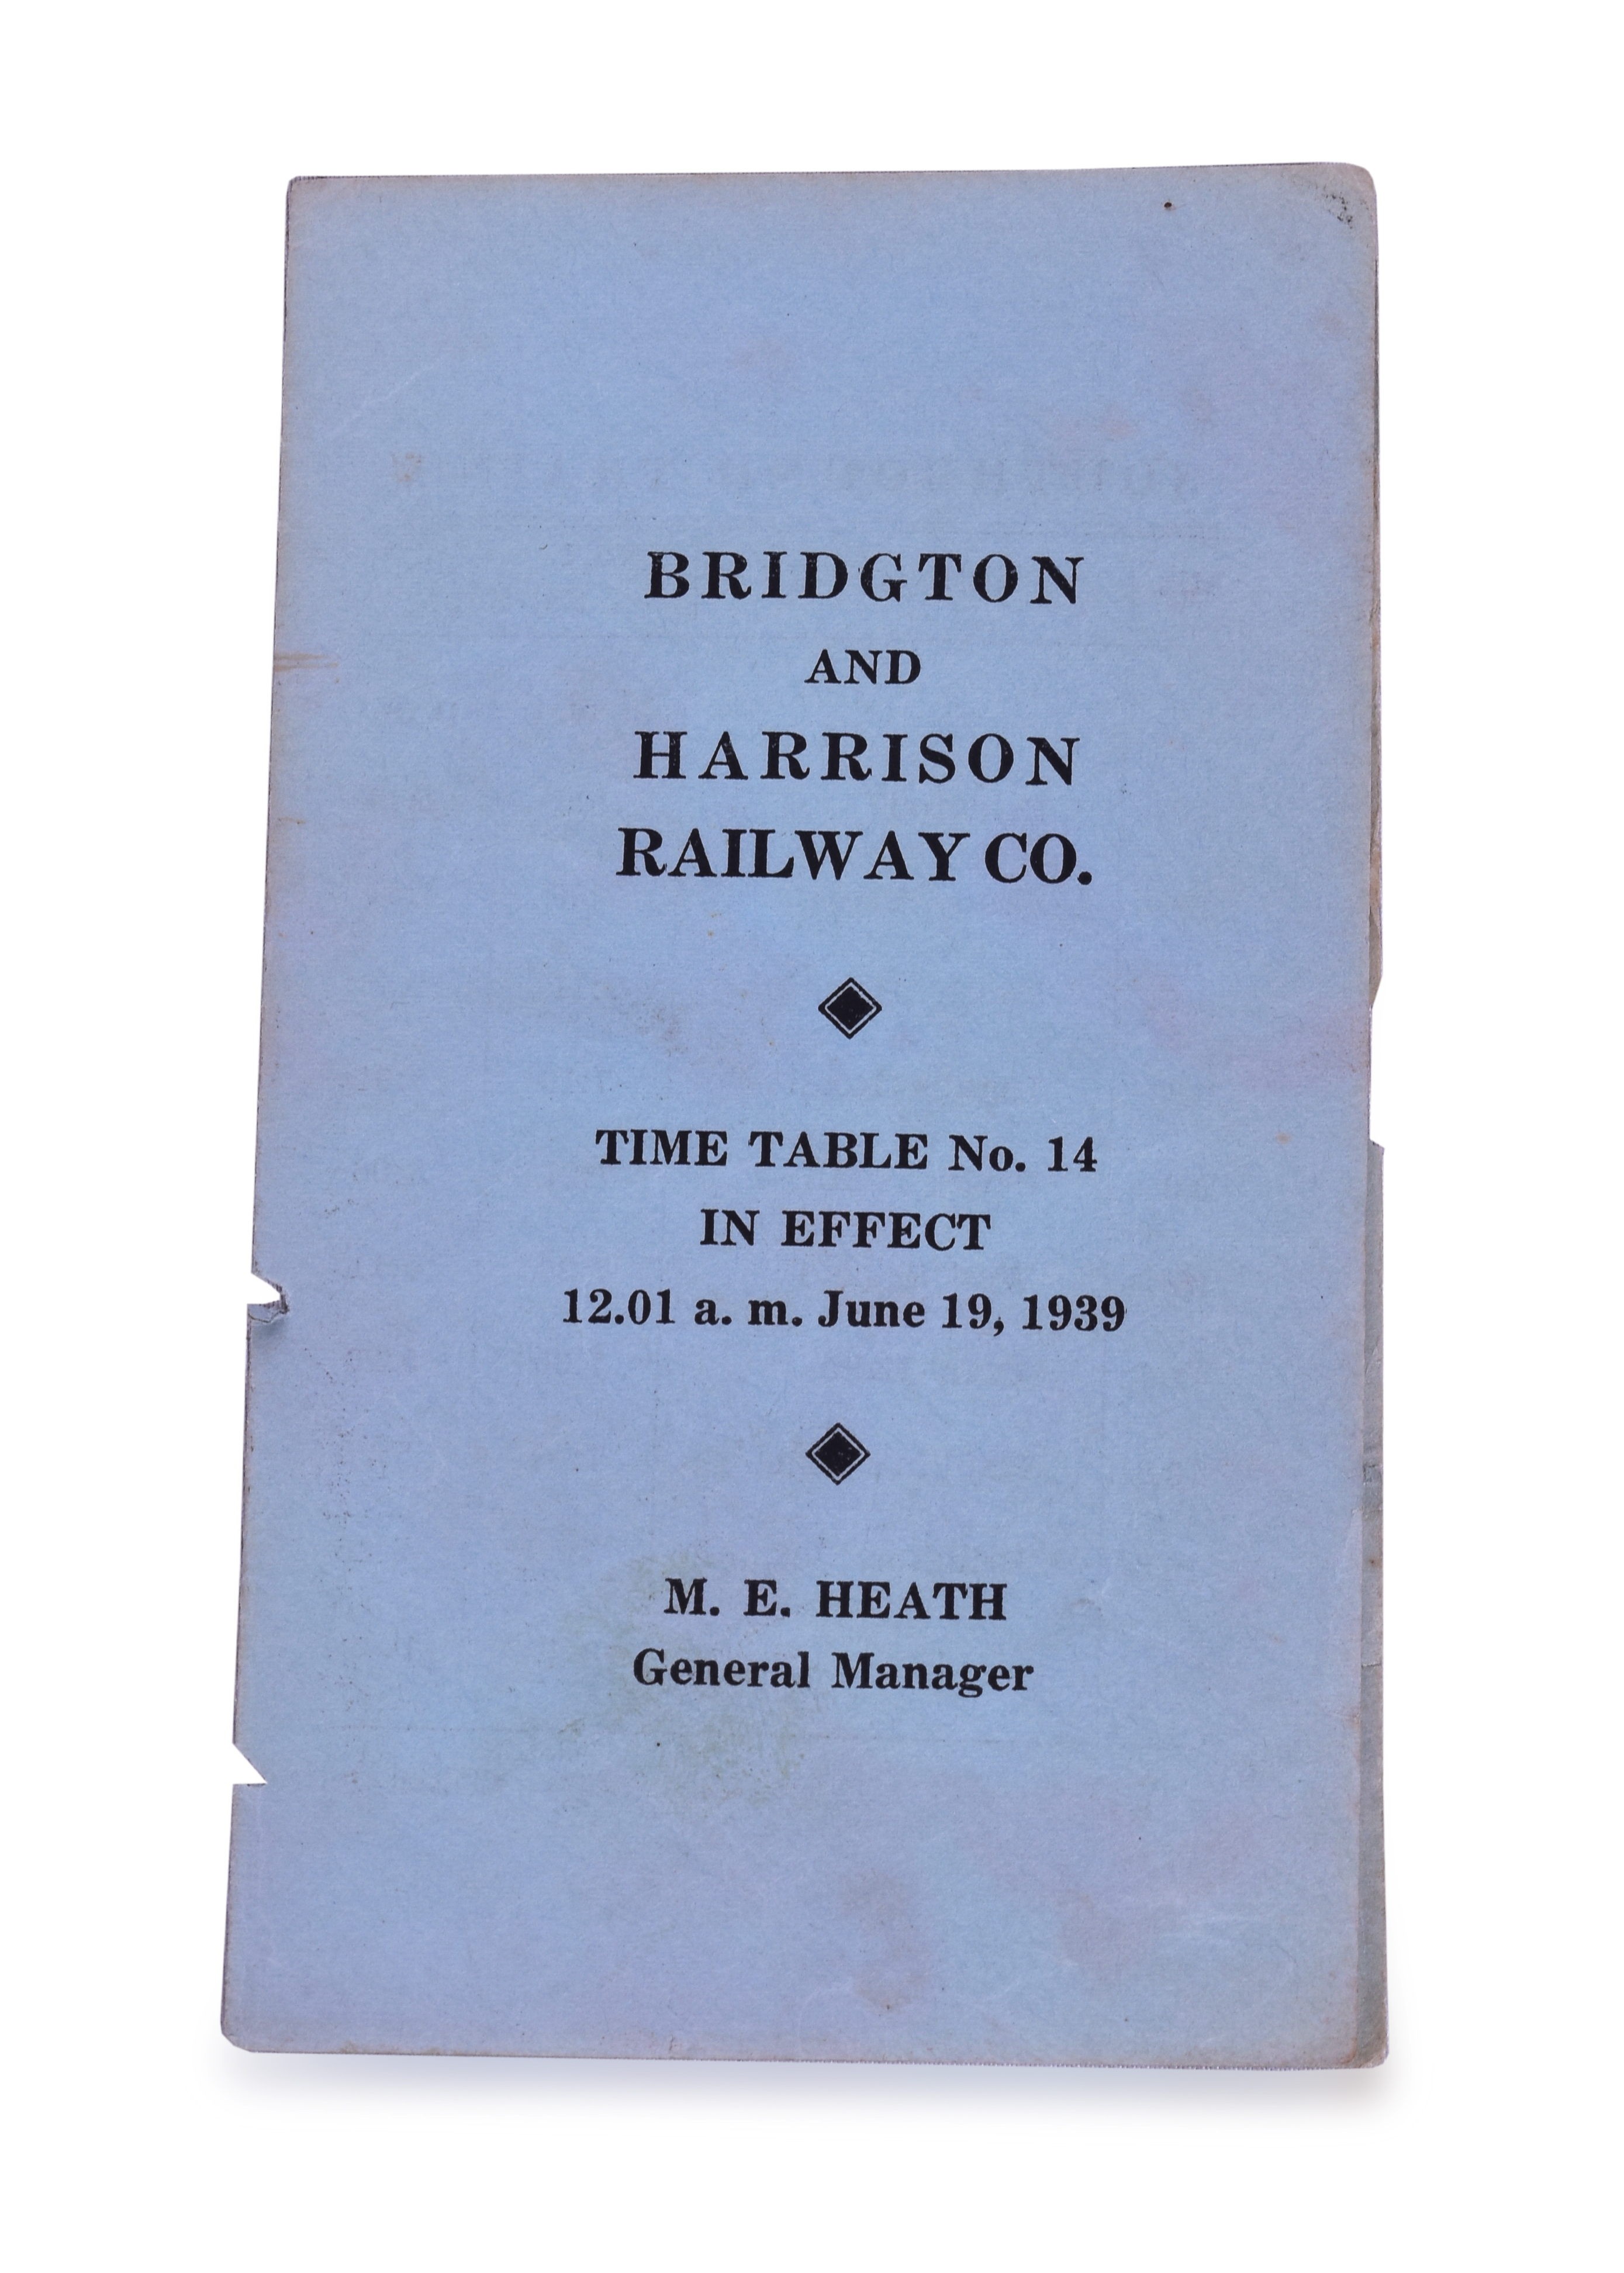 BRIDGTON
AND
HARRISON
RAILWAY CO.
TIME TABLE No. 14
IN EFFECT
12.01 a. m. June 19, 1939
M. E. HEATH
General Manager